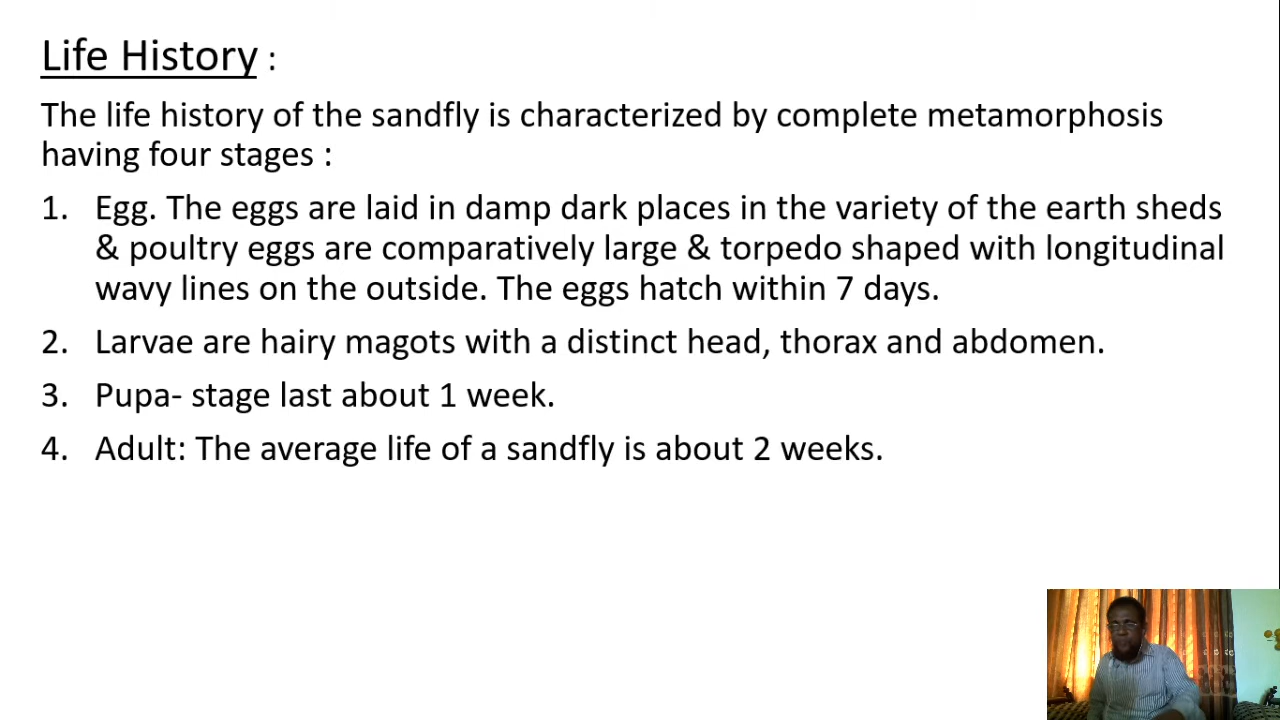 Life History :
The life history of the sandfly is characterized by complete metamorphosis
having four stages :
1. Egg. The eggs are laid in damp dark places in the variety of the earth sheds
& poultry eggs are comparatively large & torpedo shaped with longitudinal
wavy lines on the outside. The eggs hatch within 7 days.
2. Larvae are hairy magots with a distinct head, thorax and abdomen.
3. Pupa- stage last about 1 week.
4. Adult: The average life of a sandfly is about 2 weeks.